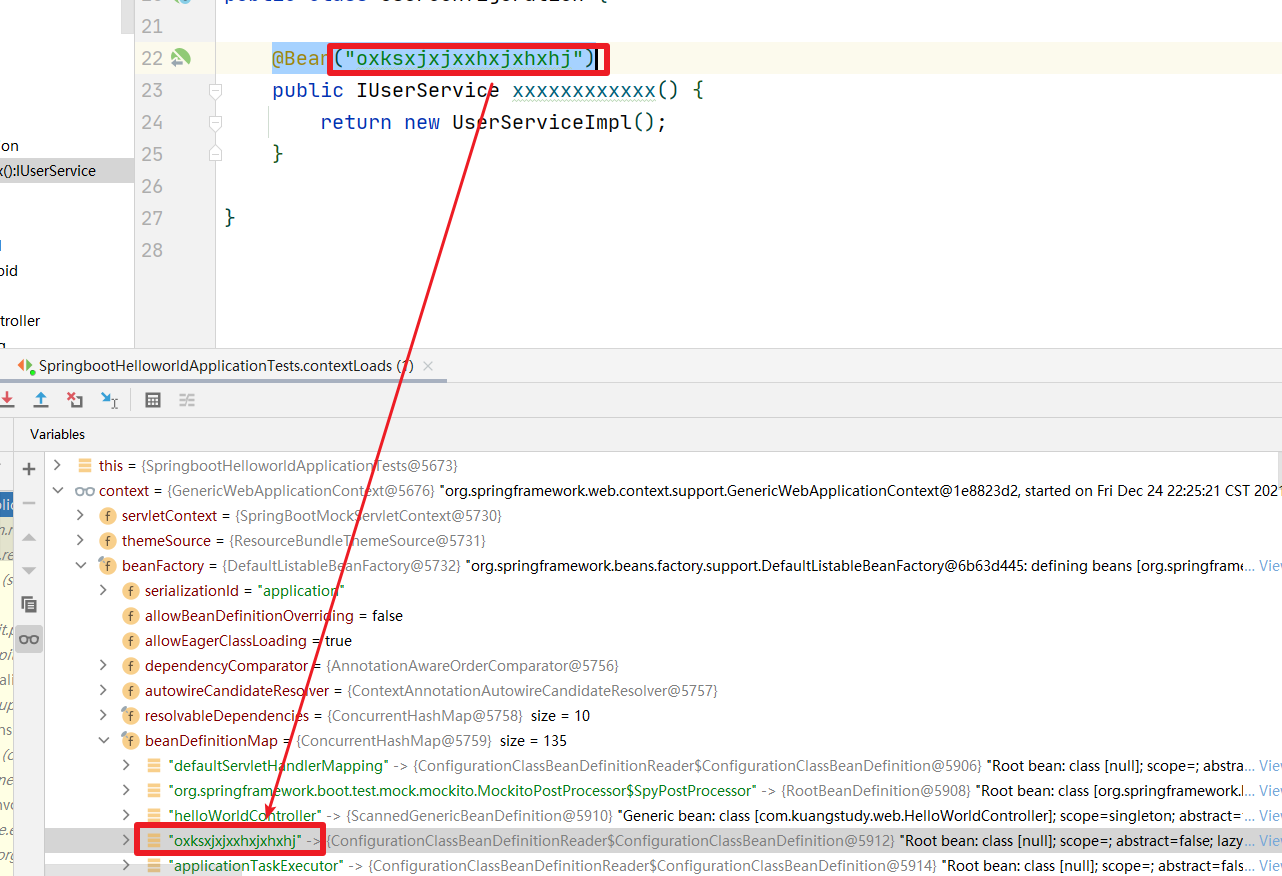 21
22 @Bean("oxksxjxjxxhxjxhxhj")
23 public IUserService xxxxxxxxxxxx() {
24 return new UserServiceImpl();
25 }
26
27 }
28
on
x():IUserService
oid
troller
SpringbootHelloworldApplicationTests.contextLoads (1)
Variables
this = {SpringbootHelloworldApplicationTests@5673}
context = {GenericWebApplicationContext@5676} "org.springframework.web.context.support.GenericWebApplicationContext@1e8823d2, started on Fri Dec 24 22:25:21 CST 2021
servletContext = {SpringBootMockServletContext@5730}
themeSource = {ResourceBundleThemeSource@5731}
beanFactory = {DefaultListableBeanFactory@5732} "org.springframework.beans.factory.support.DefaultListableBeanFactory@6b63d445: defining beans [org.springframe... View
serializationId = "application"
allowBeanDefinitionOverriding = false
allowEagerClassLoading = true
dependencyComparator = {AnnotationAwareOrderComparator@5756}
autowireCandidateResolver = {ContextAnnotationAutowireCandidateResolver@5757}
resolvableDependencies = {ConcurrentHashMap@5758} size = 10
beanDefinitionMap = {ConcurrentHashMap@5759} size = 135
"defaultServletHandlerMapping" -> {ConfigurationClassBeanDefinitionReader$ConfigurationClassBeanDefinition@5906} "Root bean: class [null]; scope=; abstra... View
"org.springframework.boot.test.mock.mockito.MockitoPostProcessor$SpyPostProcessor" -> {RootBeanDefinition@5908} "Root bean: class [org.springframework.l... View
"helloWorldController" -> {ScannedGenericBeanDefinition@5910} "Generic bean: class [com.kuangstudy.web.HelloWorldController]; scope=singleton; abstract=... View
"oxksxjxjxxhxjxhxhj" -> {ConfigurationClassBeanDefinitionReader$ConfigurationClassBeanDefinition@5912} "Root bean: class [null]; scope=; abstract=false; lazy... View
"applicationTaskExecutor" -> {ConfigurationClassBeanDefinitionReader$ConfigurationClassBeanDefinition@5914} "Root bean: class [null]; scope=; abstract=fals... View